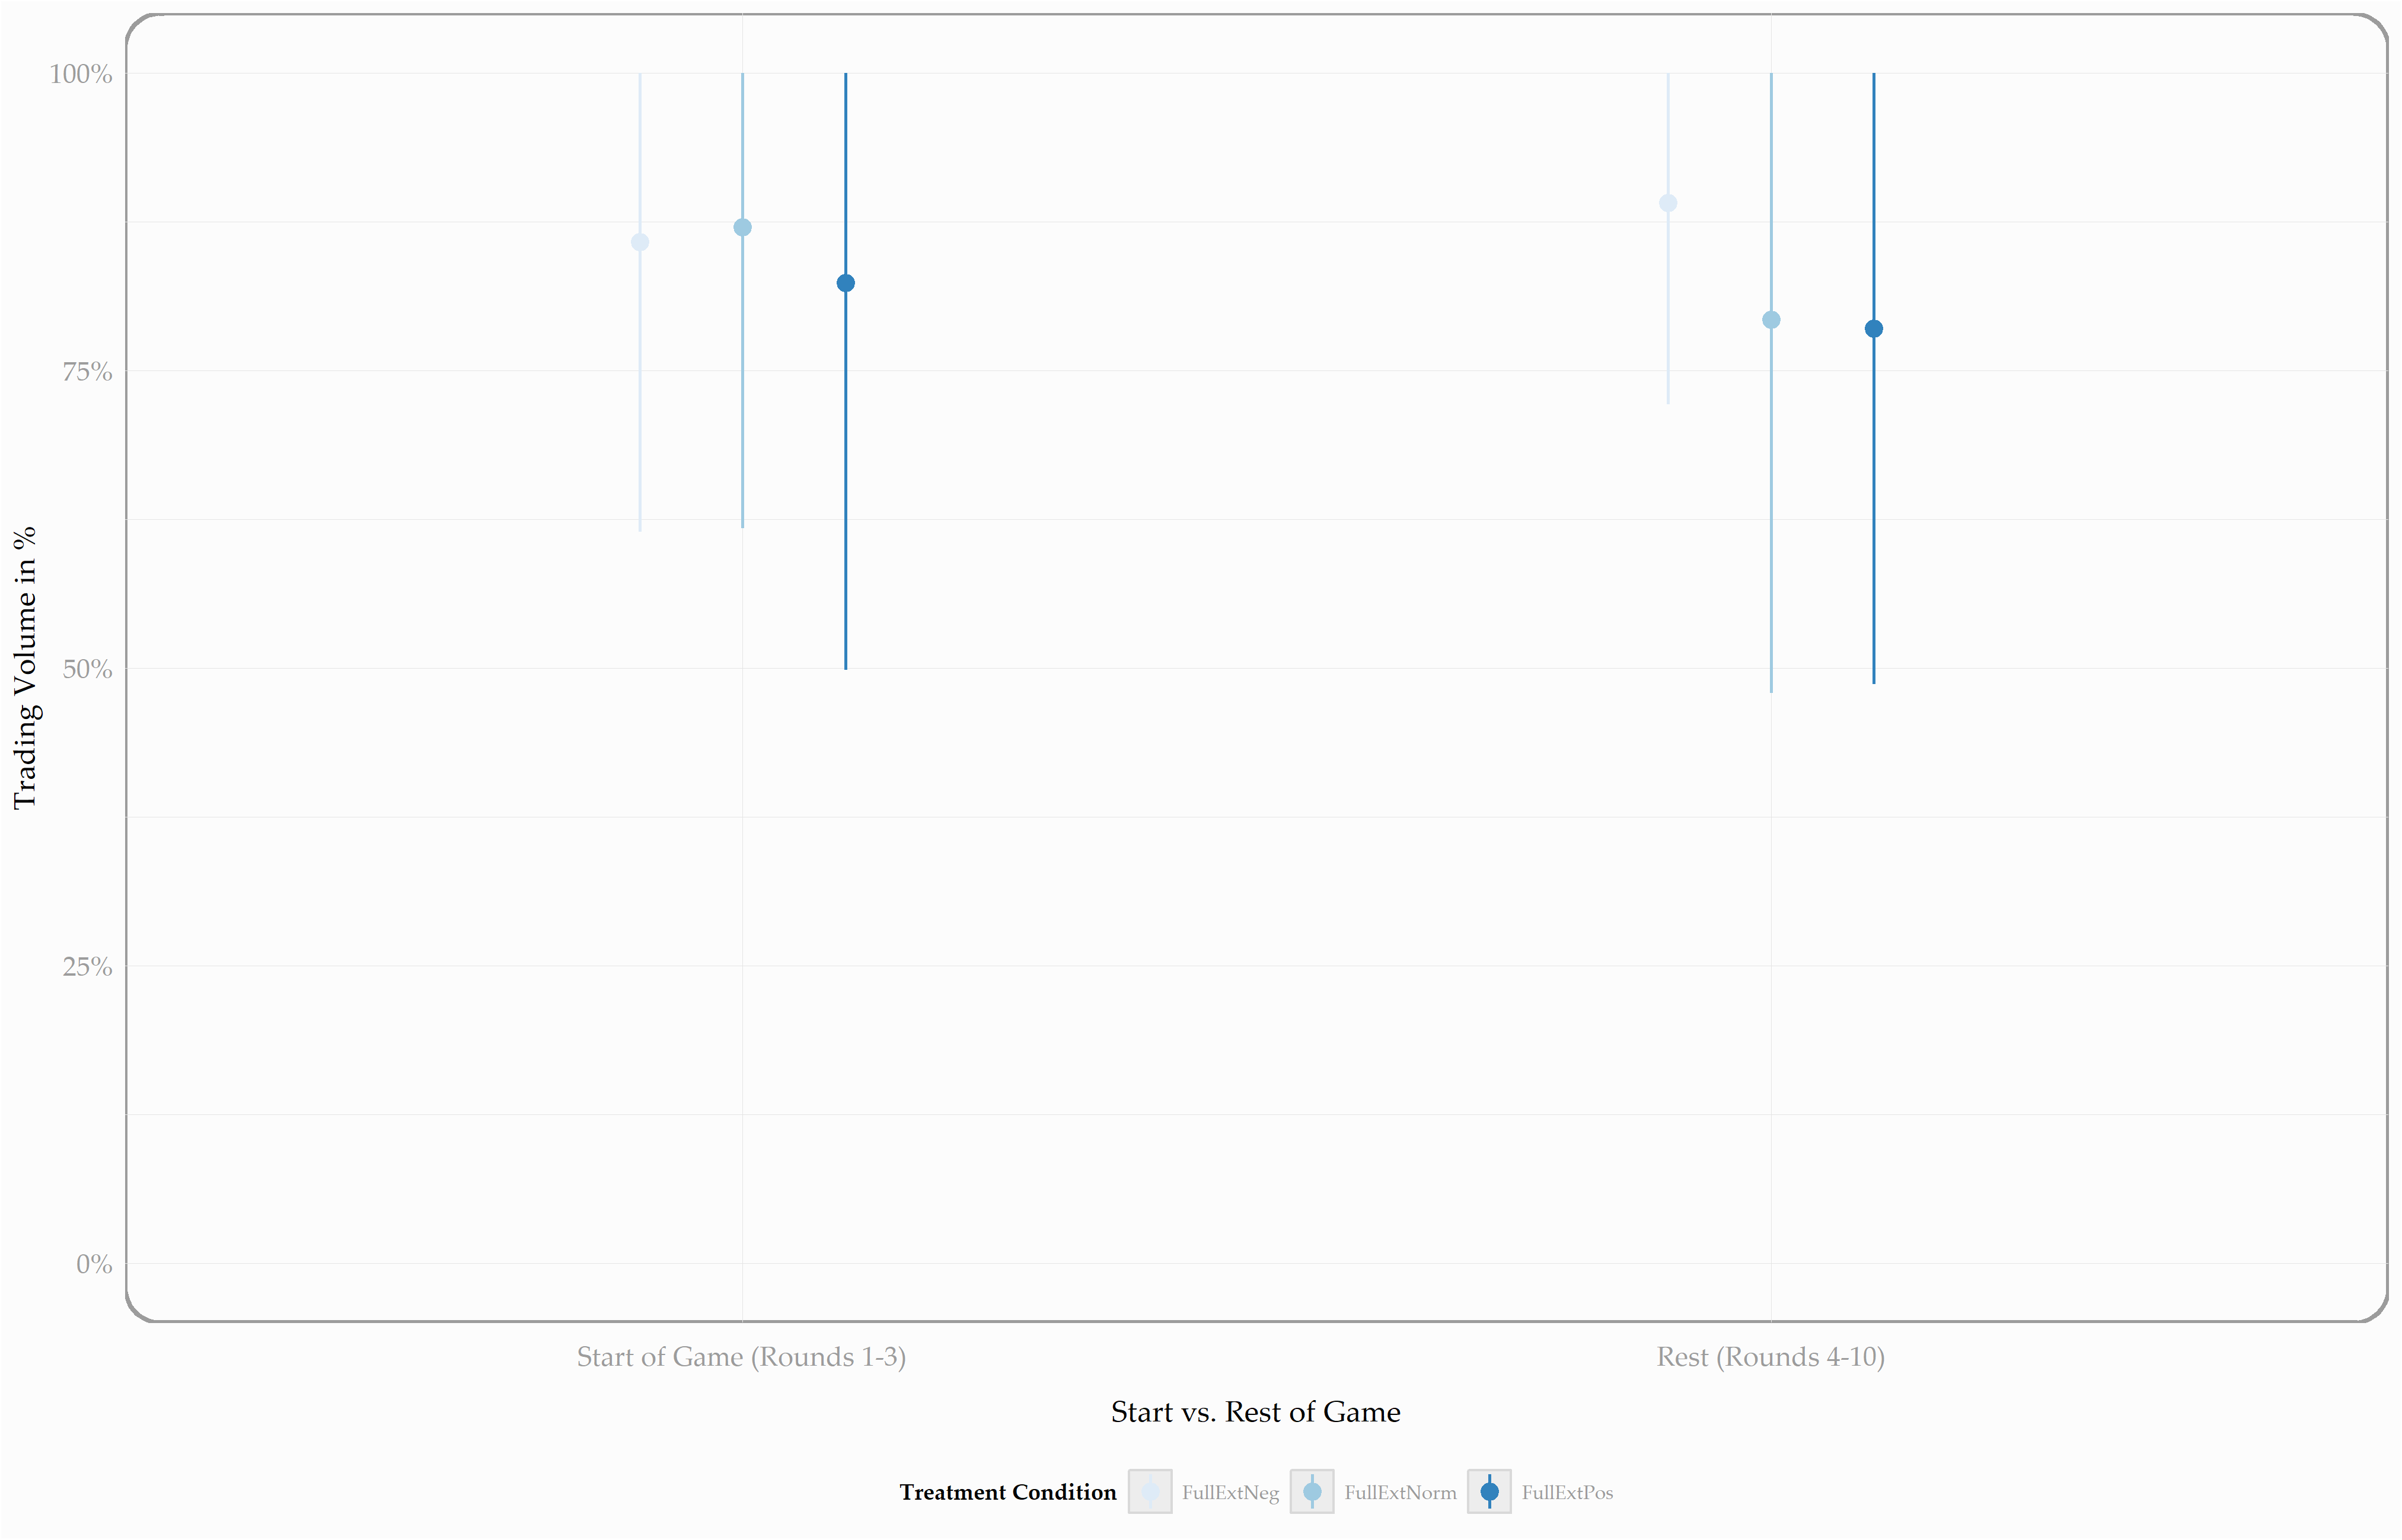 Trading Volume in %
100%
75%
50%
25%
0%
Start of Game (Rounds 1-3)
Rest (Rounds 4-10)
Start vs. Rest of Game
Treatment Condition FullExtNeg FullExtNorm FullExtPos